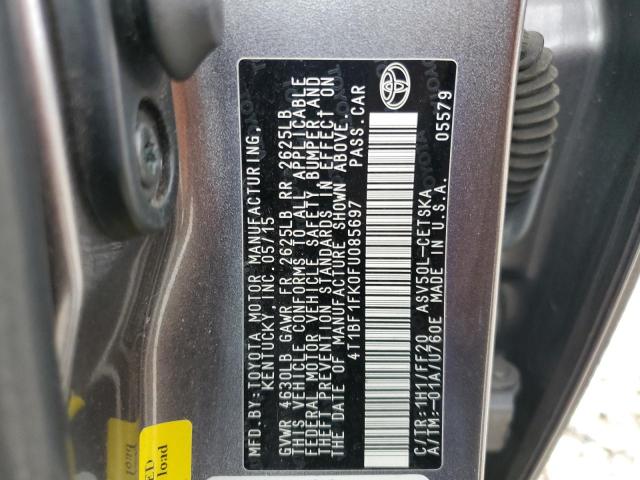 MFD.BY:TOYOTA MOTOR MANUFACTURING,
KENTUCKY, INC.05/15
GVWR 4630LB GAWR FR 2625LB RR 2625LB
THIS VEHICLE CONFORMS TO ALL APPLICABLE
FEDERAL MOTOR VEHICLE SAFETY, BUMPER, AND
THEFT PREVENTION STANDARDS IN EFFECT ON
THE DATE OF MANUFACTURE SHOWN ABOVE.
4T1BF1FK0FU085697 PASS.CAR
C/TR:1H1/FE20 ASV50L-CETSKA
A/TM:-01A/U760E MADE IN U.S.A.
05579
load